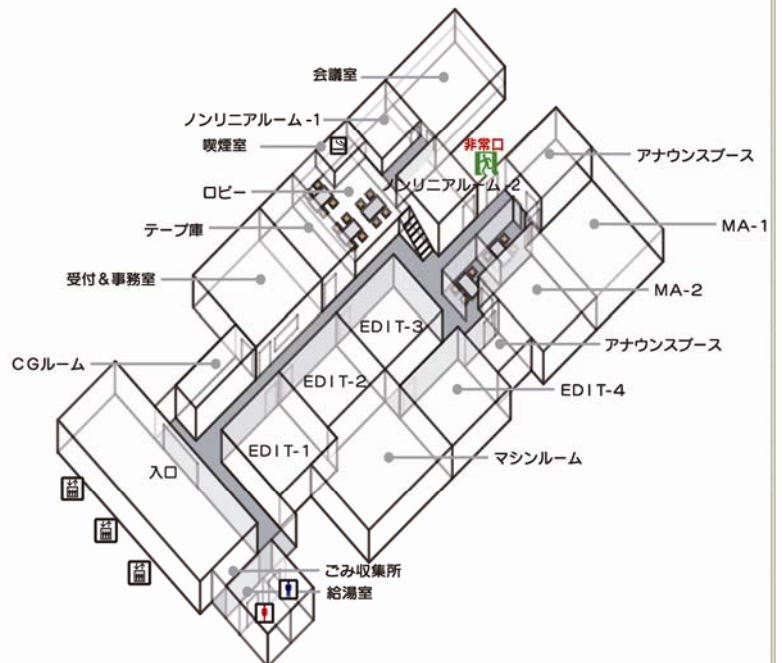 会議室
ノンリニアルーム-1
喫煙室
非常口
アナウンスブース
ロビー
ノンリニアルーム-2
MA-1
テープ庫
受付&事務室
MA-2
EDIT-3
アナウンスブース
CGルーム
EDIT-2
EDIT-4
EDIT-1
マシンルーム
入口
ごみ収集所
給湯室